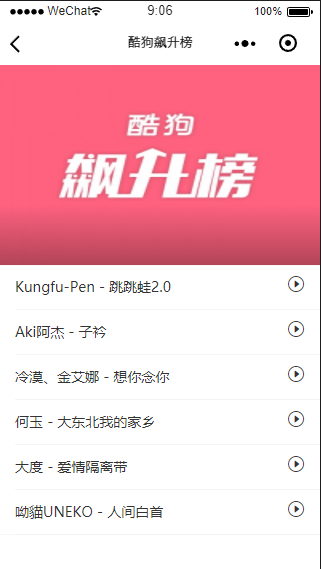 ●●●●● WeChat 9:06 100%
酷狗飙升榜
酷狗
飙升榜
Kungfu-Pen - 跳跳蛙2.0
Aki阿杰 - 子衿
冷漠、金艾娜 - 想你念你
何玉 - 大东北我的家乡
大度 - 爱情隔离带
呦猫UNEKO - 人间白首